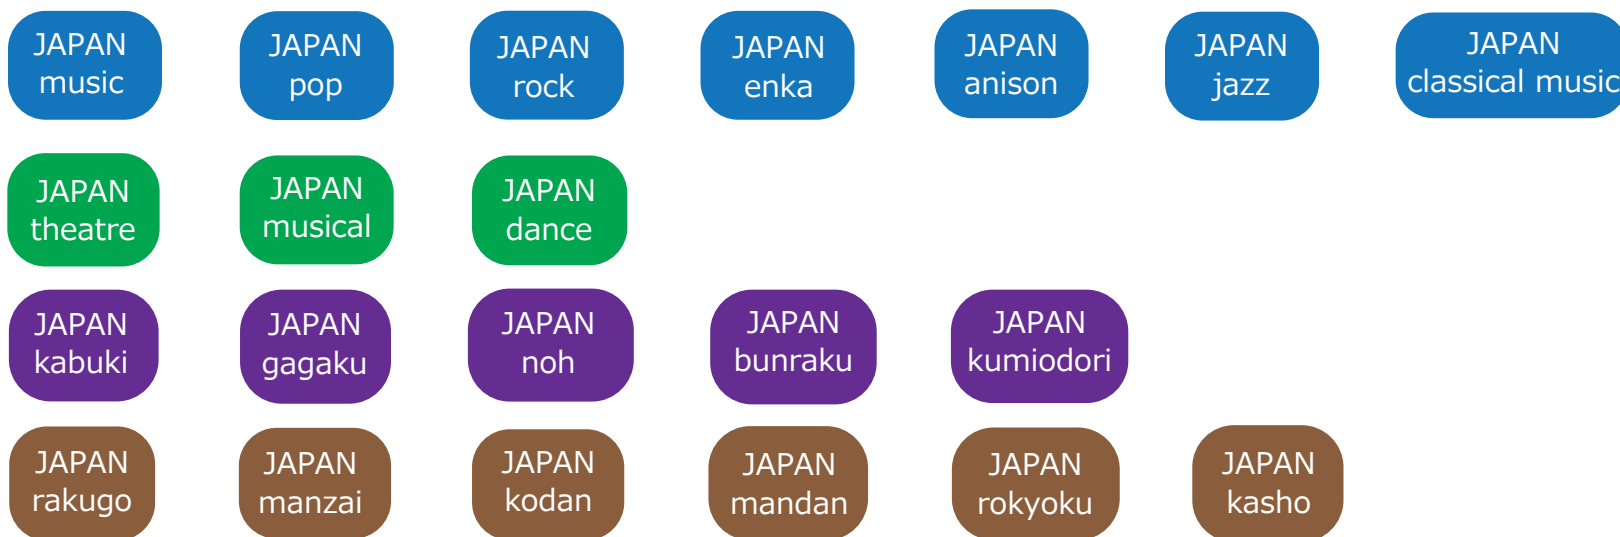 JAPAN
music
JAPAN
pop
JAPAN
rock
JAPAN
enka
JAPAN
anison
JAPAN
jazz
JAPAN
classical music
JAPAN
theatre
JAPAN
musical
JAPAN
dance
JAPAN
kabuki
JAPAN
gagaku
JAPAN
noh
JAPAN
bunraku
JAPAN
kumiodori
JAPAN
rakugo
JAPAN
manzai
JAPAN
kodan
JAPAN
mandan
JAPAN
rokyoku
JAPAN
kasho